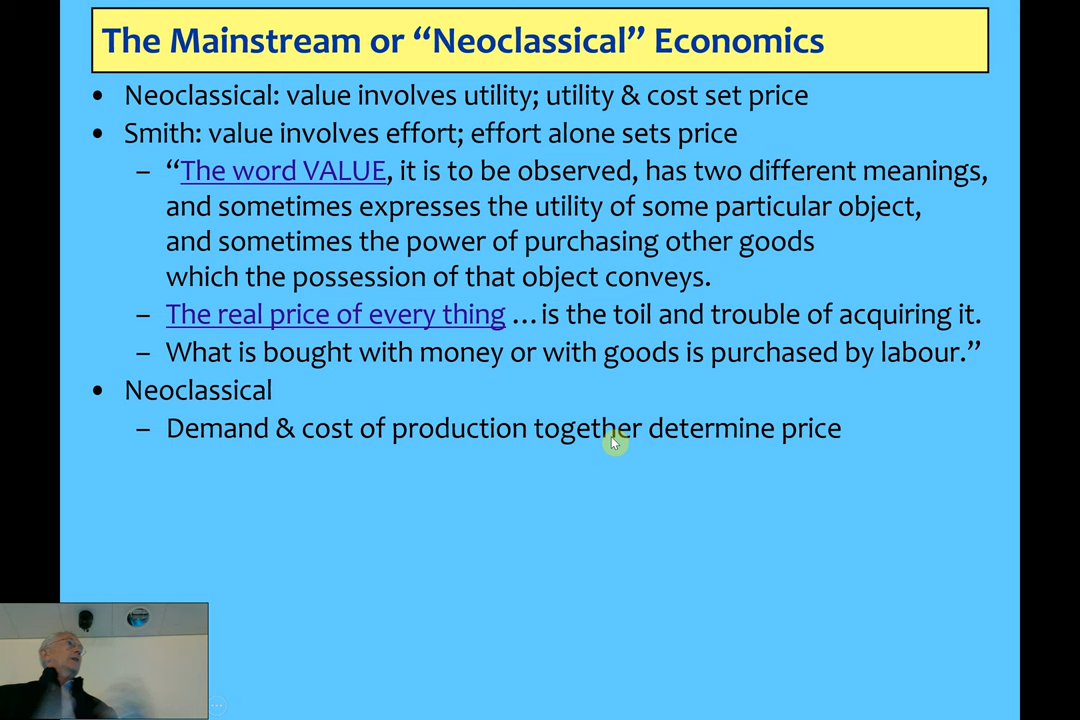 The Mainstream or “Neoclassical” Economics
• Neoclassical: value involves utility; utility & cost set price
• Smith: value involves effort; effort alone sets price
– “The word VALUE, it is to be observed, has two different meanings,
and sometimes expresses the utility of some particular object,
and sometimes the power of purchasing other goods
which the possession of that object conveys.
– The real price of every thing …is the toil and trouble of acquiring it.
– What is bought with money or with goods is purchased by labour.”
• Neoclassical
– Demand & cost of production together determine price